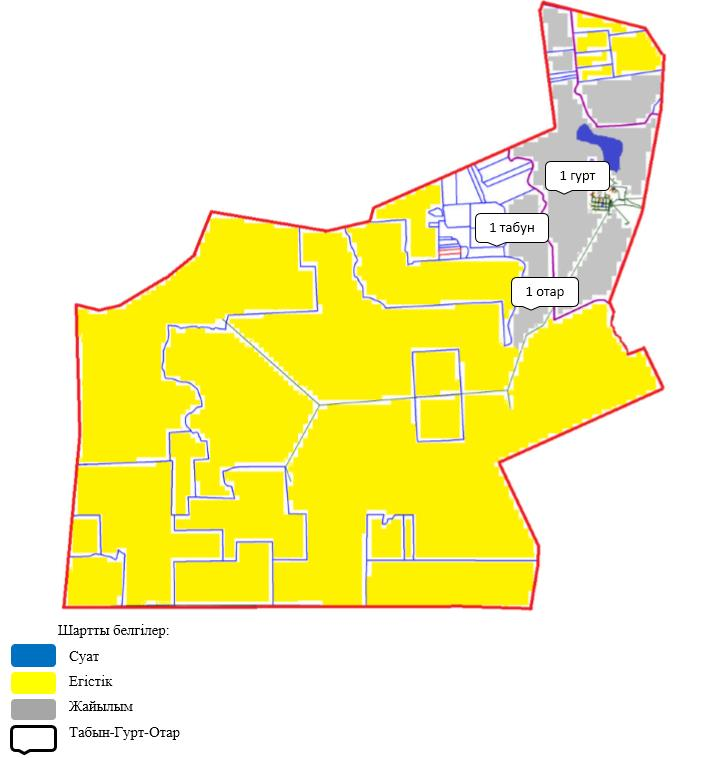 1 гурт
1 табун
1 отар
Шартты белгілер:
Суат
Егістік
Жайылым
Табын-Гурт-Отар